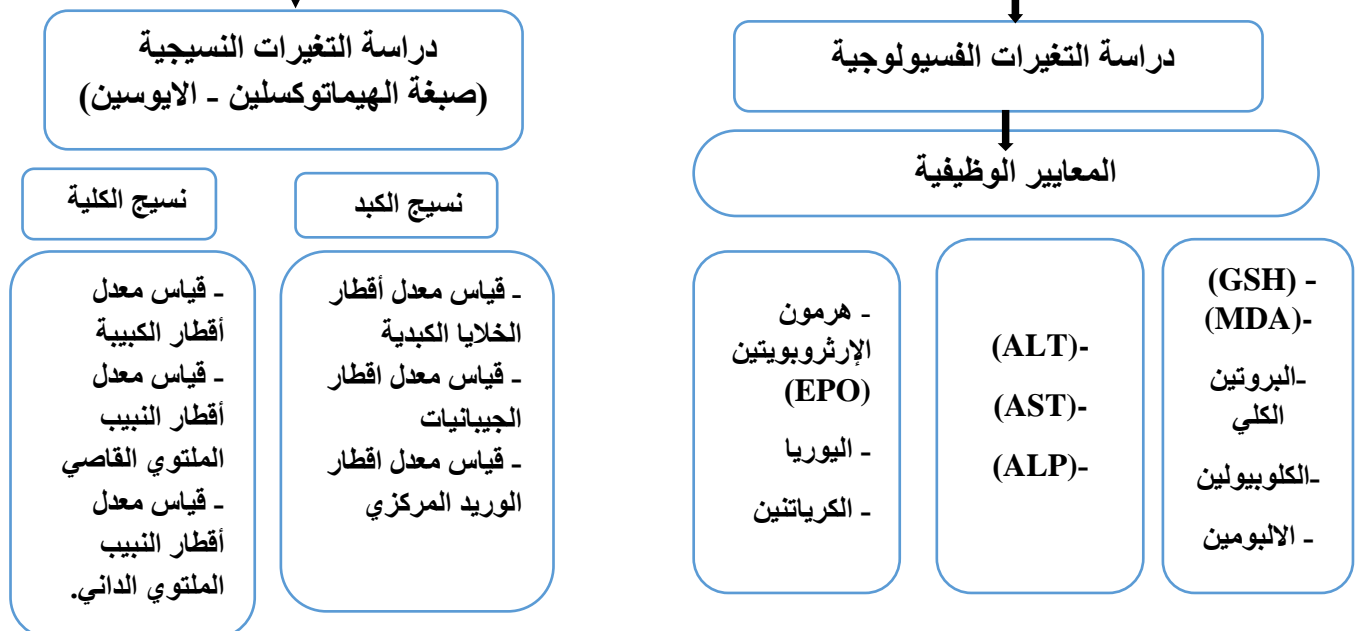 دراسة التغيرات الفسيولوجية
المعايير الوظيفية
- (GSH)
-(MDA)
-البروتين
الكلي
-الكلوبيولين
- الالبومين
-(ALT)
-(AST)
-(ALP)
- هرمون
الإرثروبويتين
(EPO)
- اليوريا
- الكرياتنين
دراسة التغيرات النسيجية
(صبغة الهيماتوكسلين - الايوسين)
نسيج الكبد
- قياس معدل أقطار
الخلايا الكبدية
- قياس معدل اقطار
الجيبانيات
- قياس معدل اقطار
الوريد المركزي
نسيج الكلية
- قياس معدل
أقطار الكبيبة
- قياس معدل
أقطار النبيب
الملتوي القاصي
- قياس معدل
أقطار النبيب
الملتوي الداني.